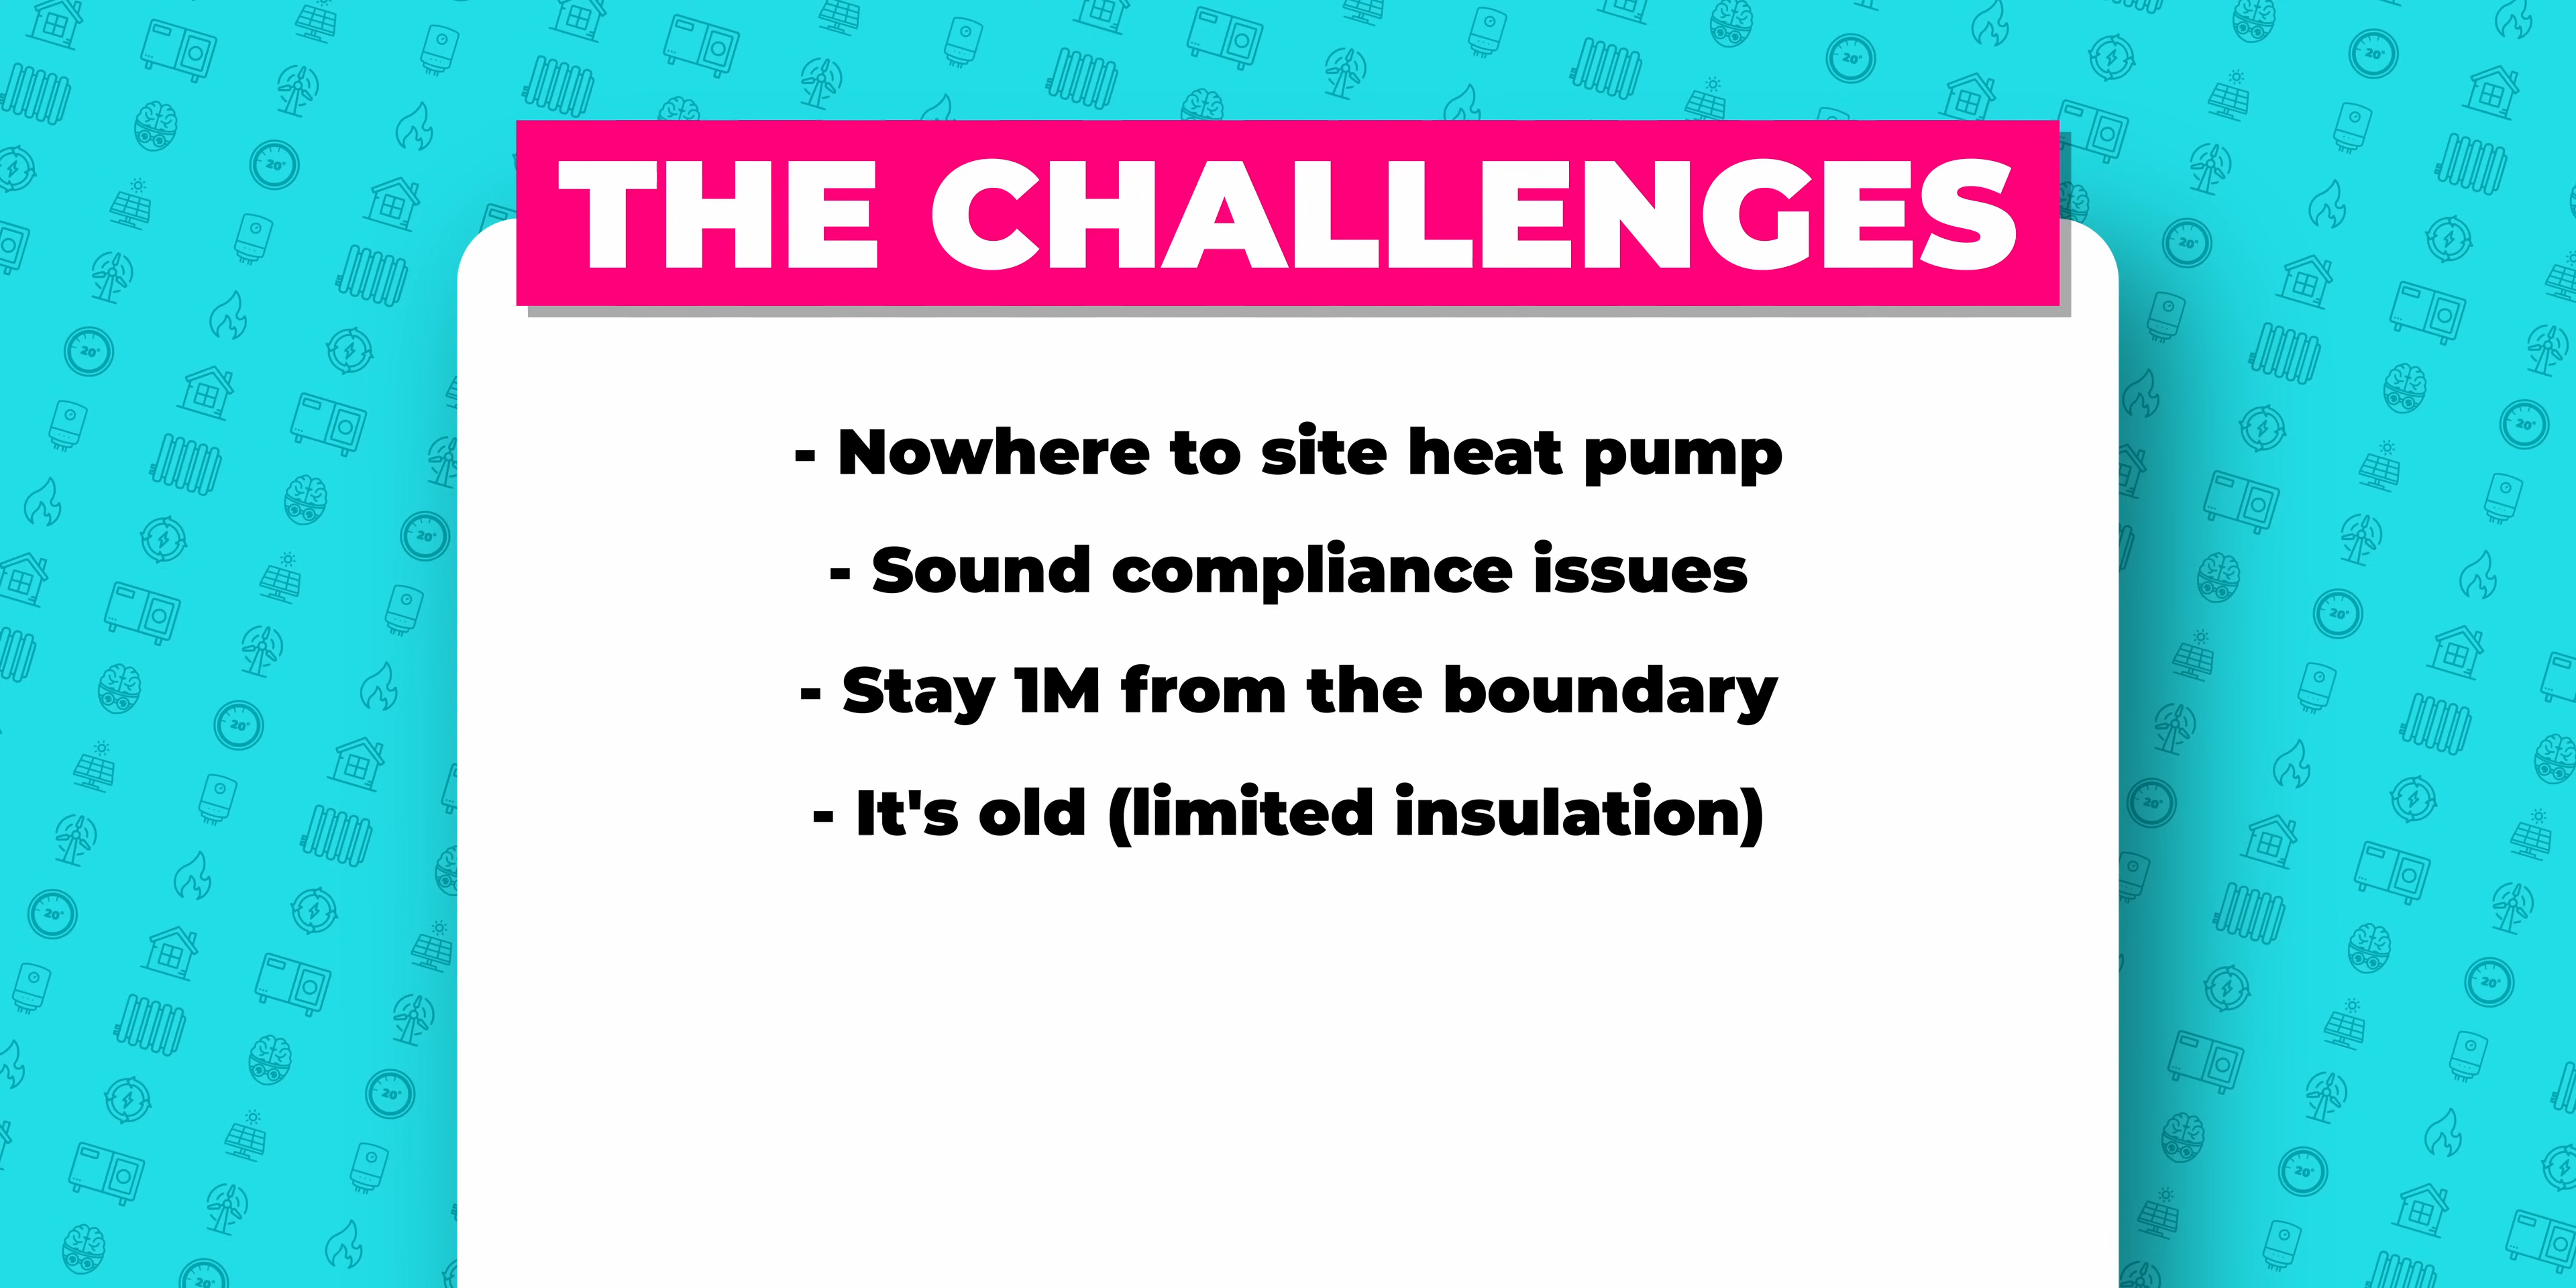 THE CHALLENGES
- Nowhere to site heat pump
- Sound compliance issues
- Stay 1M from the boundary
- It's old (limited insulation)